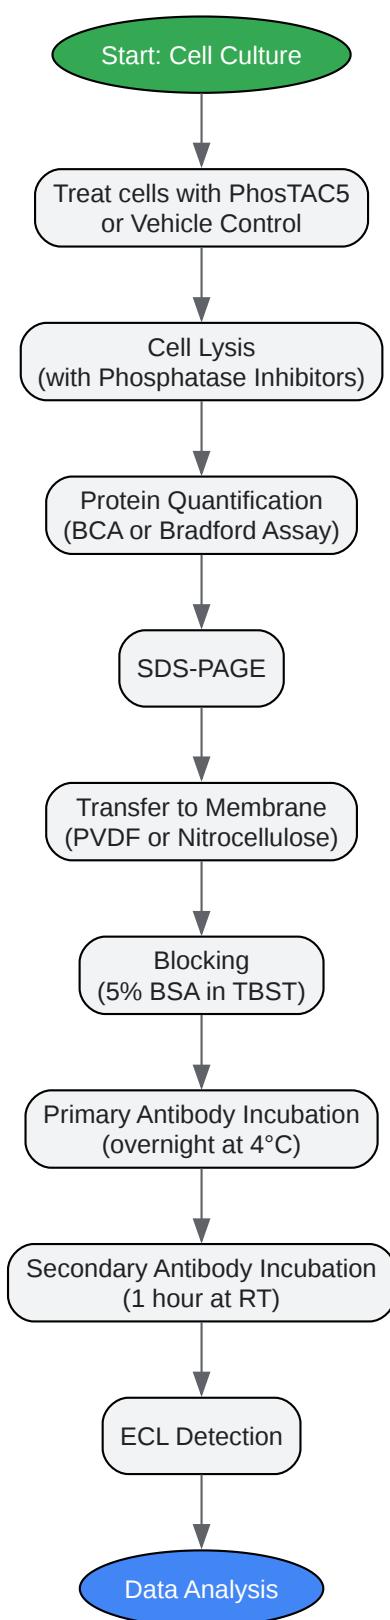 Start: Cell Culture
Treat cells with PhosTAC5
or Vehicle Control
Cell Lysis
(with Phosphatase Inhibitors)
Protein Quantification
(BCA or Bradford Assay)
SDS-PAGE
Transfer to Membrane
(PVDF or Nitrocellulose)
Blocking
(5% BSA in TBST)
Primary Antibody Incubation
(overnight at 4°C)
Secondary Antibody Incubation
(1 hour at RT)
ECL Detection
Data Analysis